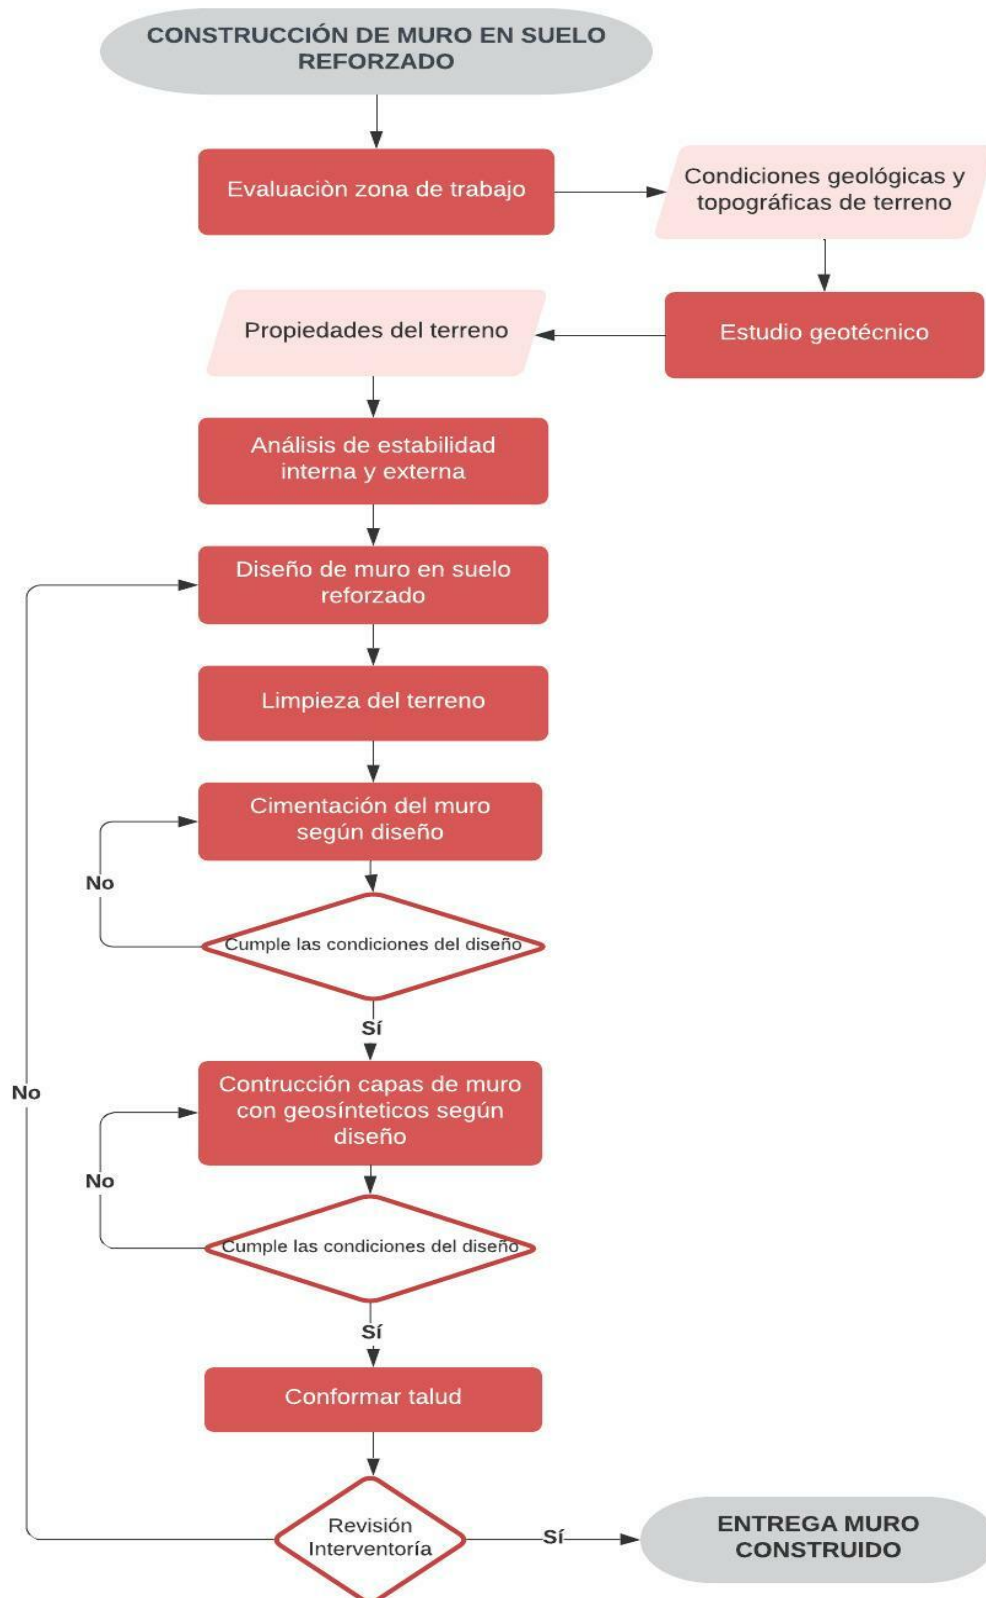 CONSTRUCCIÓN DE MURO EN SUELO
REFORZADO
Evaluaciòn zona de trabajo
Condiciones geológicas y
topográficas de terreno
Propiedades del terreno
Estudio geotécnico
Análisis de estabilidad
interna y externa
Diseño de muro en suelo
reforzado
Limpieza del terreno
Cimentación del muro
según diseño
No
Cumple las condiciones del diseño
Sí
No
Contrucción capas de muro
con geosínteticos según
diseño
No
Cumple las condiciones del diseño
Sí
Conformar talud
Revisión
Interventoría
Sí
ENTREGA MURO
CONSTRUIDO